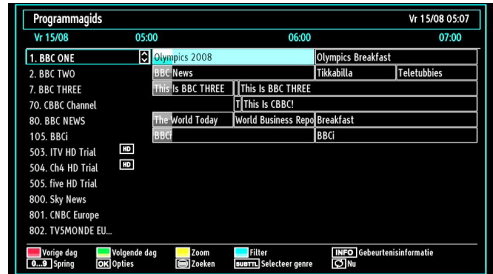 Programmagids Vr 15/08 05:07
Vr 15/08 05:00 06:00 07:00
1. BBC ONE Olympics 2008 Olympics Breakfast
2. BBC TWO BBC News Tikkabilla Teletubbies
7. BBC THREE This Is BBC THREE This Is BBC THREE
70. CBBC Channel T This Is CBBC!
80. BBC NEWS The World Today World Business Repo Breakfast
105. BBCi BBCi BBCi
503. ITV HD Trial HD
504. Ch4 HD Trial HD
505. five HD Trial
800. Sky News
801. CNBC Europe
802. TV5MONDE EU...
Vorige dag Volgende dag Zoom Filter INFO Gebeurtenisinformatie
0...9 Spring OK Opties Zoeken SUBTTL Selecteer genre Nu